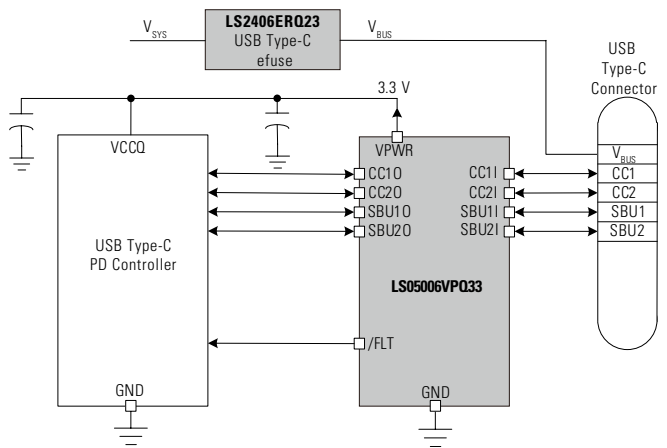 V_SYS
LS2406ERQ23
USB Type-C
efuse
V_BUS
USB
Type-C
Connector
3.3 V
VCCQ
VPWR
V_BUS
CC1O
CC1I
CC1
CC2O
CC2I
CC2
SBU1O
SBU1I
SBU1
SBU2O
SBU2I
SBU2
USB Type-C
PD Controller
LS05006VPQ33
/FLT
GND
GND